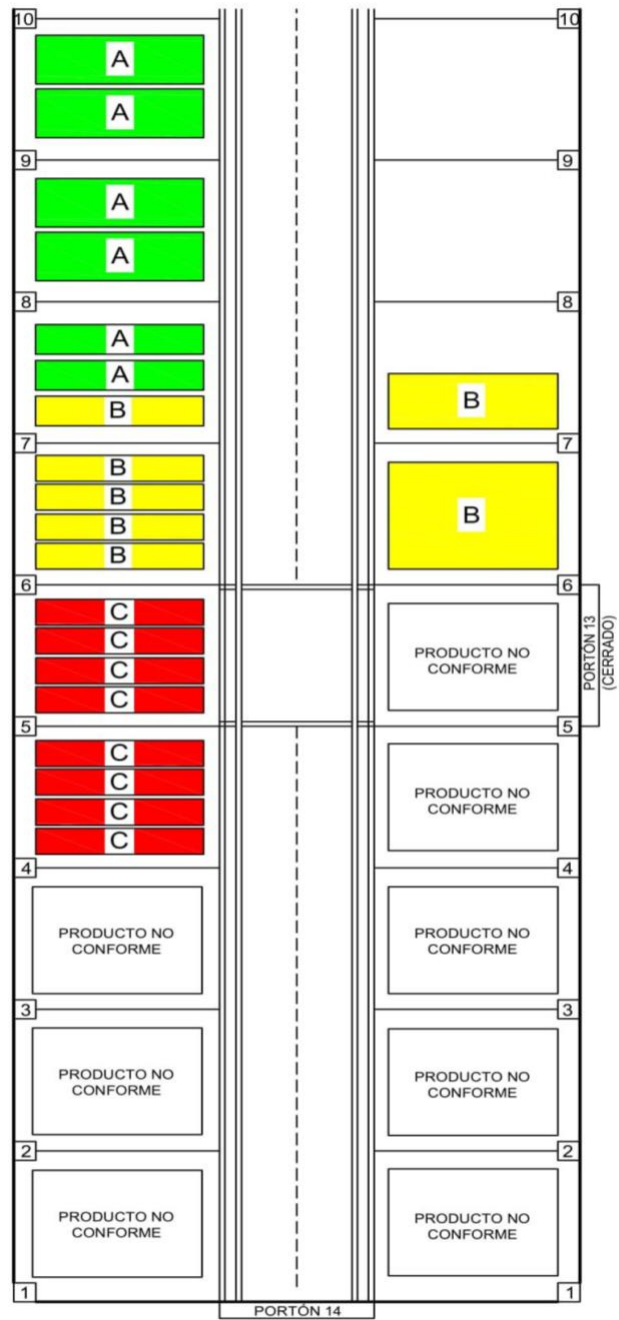 10
10
A
A
9
9
A
A
8
8
A
A
B
B
7
7
B
B
B
B
B
6
6
C
C
C
C
PRODUCTO NO
CONFORME
PORTÓN 13
(CERRADO)
5
5
C
C
C
C
PRODUCTO NO
CONFORME
4
4
PRODUCTO NO
CONFORME
PRODUCTO NO
CONFORME
3
3
PRODUCTO NO
CONFORME
PRODUCTO NO
CONFORME
2
2
PRODUCTO NO
CONFORME
PRODUCTO NO
CONFORME
1
1
PORTÓN 14